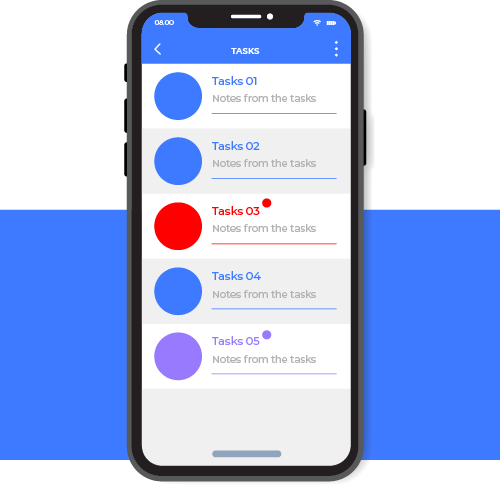 08.00
TASKS
Tasks 01
Notes from the tasks
Tasks 02
Notes from the tasks
Tasks 03
Notes from the tasks
Tasks 04
Notes from the tasks
Tasks 05
Notes from the tasks